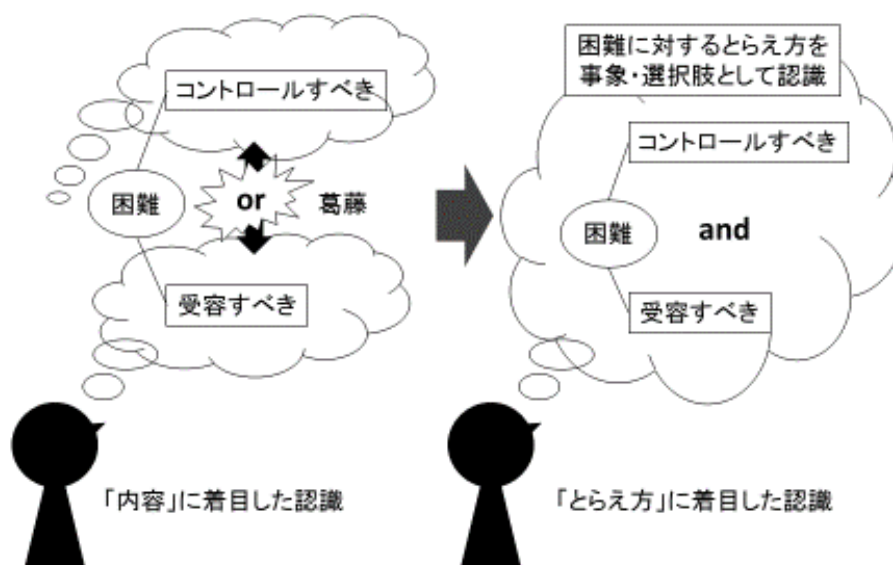 コントロールすべき
困難
or
葛藤
受容すべき
「内容」に着目した認識
困難に対するとらえ方を
事象・選択肢として認識
コントロールすべき
困難
and
受容すべき
「とらえ方」に着目した認識